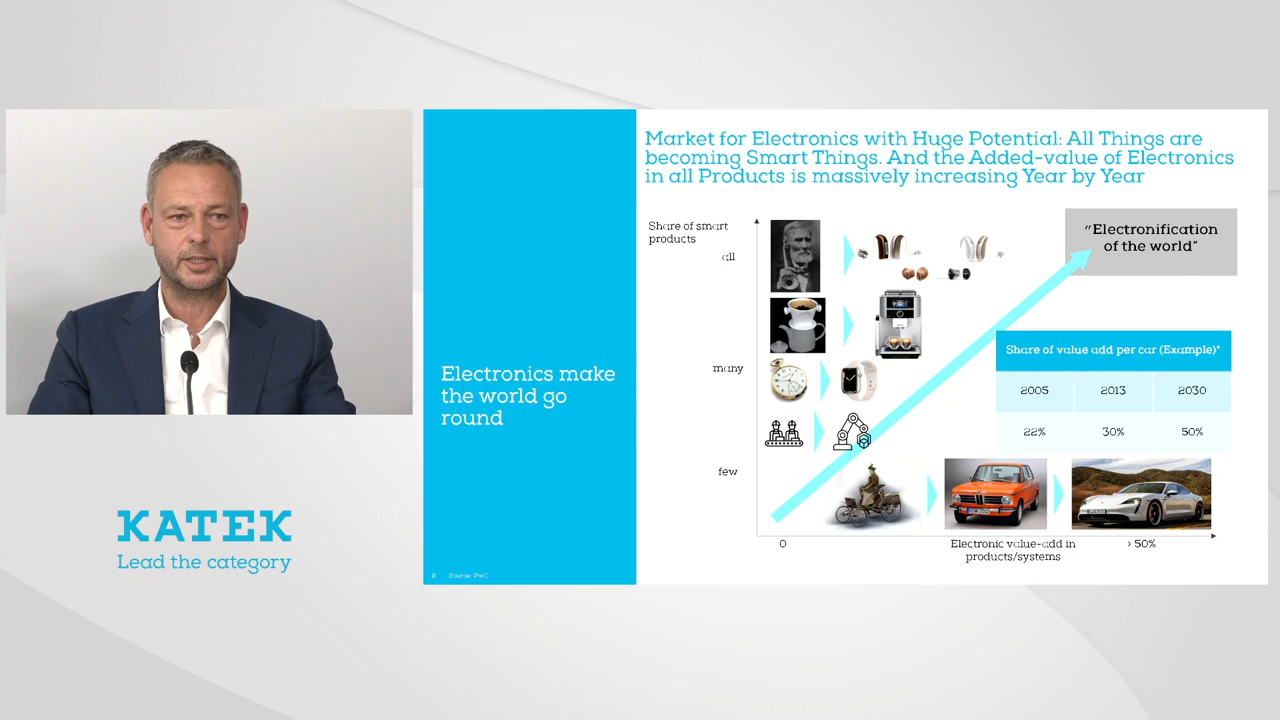 Market for Electronics with Huge Potential: All Things are
becoming Smart Things. And the Added-value of Electronics
in all Products is massively increasing Year by Year
Share of smart
products
all
"Electronification
of the world"
Share of value add per car (Example)*
many
2005 2013 2030
Electronics make
the world go
round
22% 30% 50%
few
KATEK
Lead the category
0
Electronic value-add in
products/systems
> 50%
Source: PwC